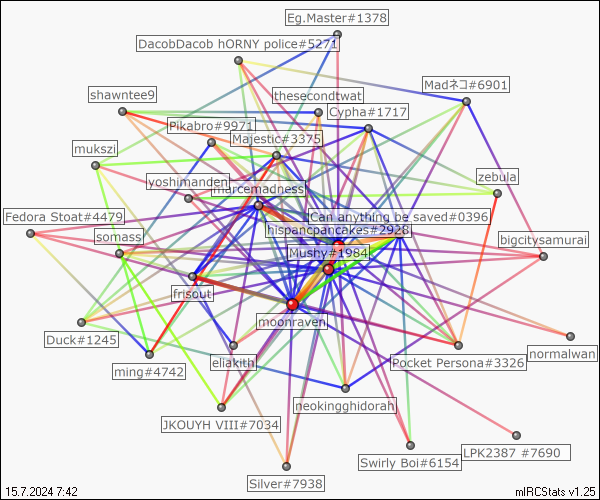 Eg.Master#1378
DacobDacob hORNY police#5271
Madネコ#6901
shawntee9
thesecondtwat
Cypha#1717
Pikabro#9971
Majestic#3375
mukszi
zebula
yoshimanden
marcemadness
Fedora Stoat#4479
Can anything be saved#0396
hispancpancakes#2928
somass
bigcitysamurai
Mushy#1984
frisout
moonraven
Duck#1245
eliakith
Pocket Persona#3326
normalwan
ming#4742
neokingghidorah
JKOUYH VIII#7034
LPK2387 #7690
Swirly Boi#6154
Silver#7938
15.7.2024 7:42
mIRCStats v1.25